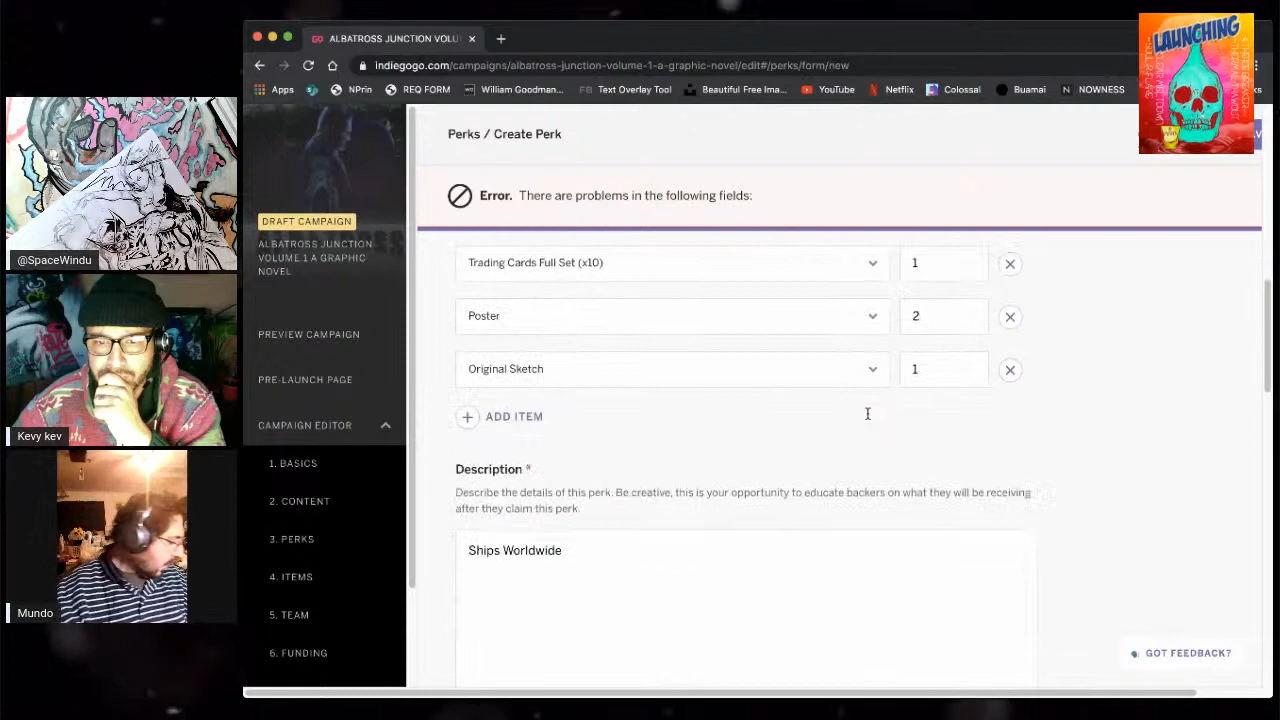 ALBATROSS JUNCTION VOLU
indiegogo.com/campaigns/albatross-junction-volume-1-a-graphic-novel/edit#/perks/form/new
Apps
NPrin
REQ FORM
William Goodman...
Text Overlay Tool
Beautiful Free Ima...
YouTube
Netflix
Colossal
Buamai
NOWNESS
LAUNCHING
Perks / Create Perk
Error. There are problems in the following fields:
DRAFT CAMPAIGN
ALBATROSS JUNCTION
VOLUME 1 A GRAPHIC
NOVEL
PREVIEW CAMPAIGN
PRE-LAUNCH PAGE
CAMPAIGN EDITOR
1. BASICS
2. CONTENT
3. PERKS
4. ITEMS
5. TEAM
6. FUNDING
Trading Cards Full Set (x10)
1
Poster
2
Original Sketch
1
ADD ITEM
Description *
Describe the details of this perk. Be creative, this is your opportunity to educate backers on what they will be receiving
after they claim this perk.
Ships Worldwide
GOT FEEDBACK?
@SpaceWindu
Kevy kev
Mundo